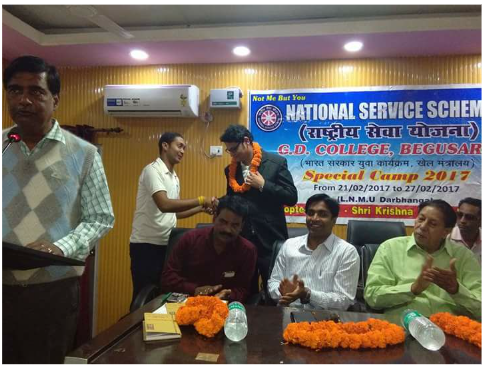 Not Me But You
NATIONAL SERVICE SCHEM
(राष्ट्रीय सेवा योजना)
G.D. COLLEGE, BEGUSAR
(भारत सरकार युवा कार्यक्रम, खेल मंत्रालय)
Special Camp 2017
From 21/02/2017 to 27/02/2017
(L.N.M.U Darbhanga)
Shri Krishna